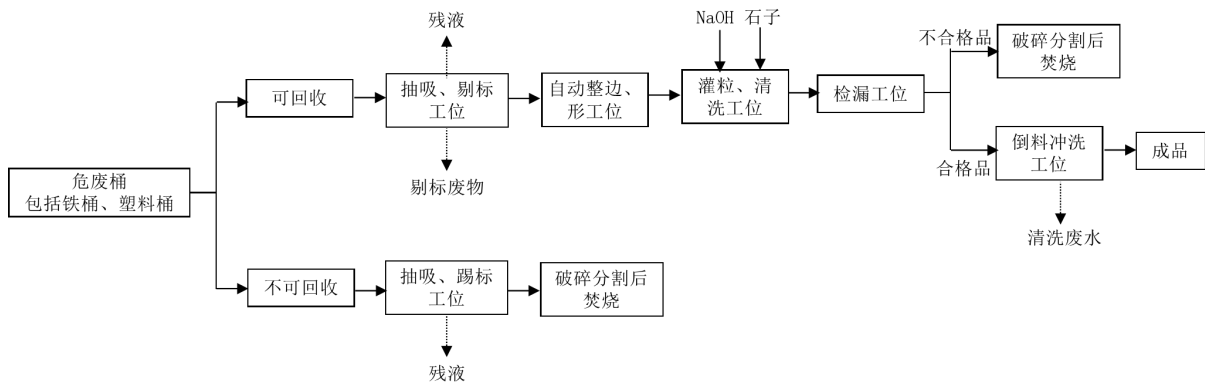 残液
NaOH 石子
不合格品
破碎分割后
焚烧
可回收
抽吸、剔标
工位
自动整边、
形工位
灌粒、清
洗工位
检漏工位
合格品
倒料冲洗
工位
成品
剔标废物
危废桶
包括铁桶、塑料桶
清洗废水
不可回收
抽吸、踢标
工位
破碎分割后
焚烧
残液